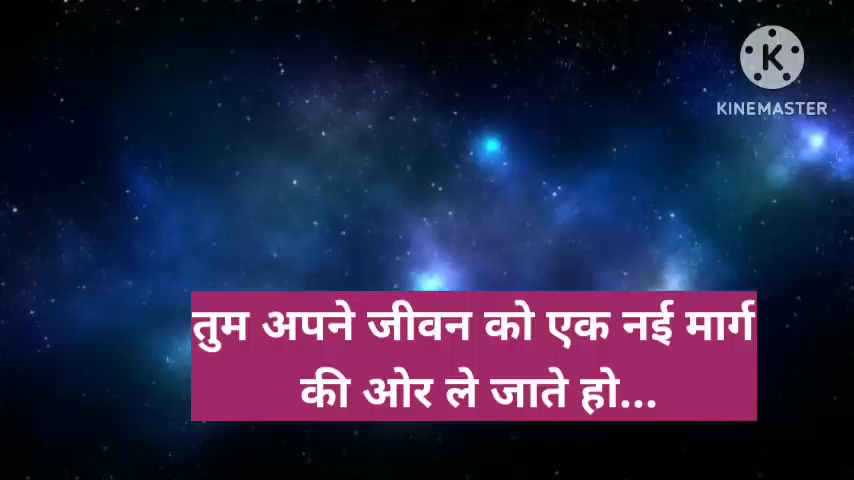 KINEMASTER
तुम अपने जीवन को एक नई मार्ग
की ओर ले जाते हो...